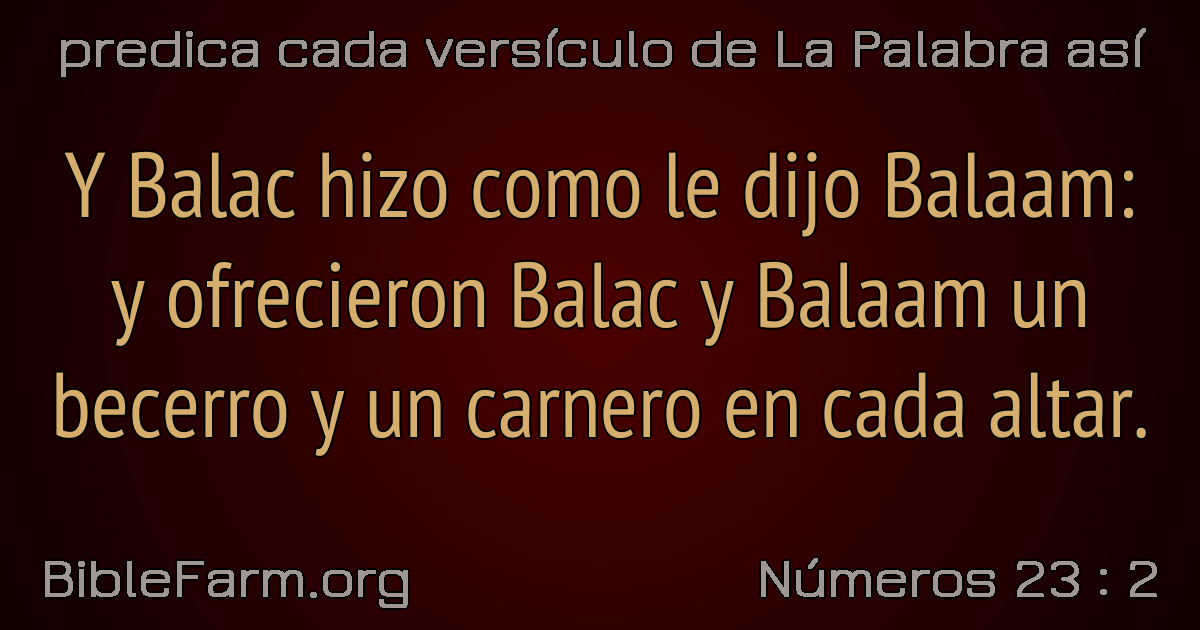 predica cada versículo de La Palabra así
Y Balac hizo como le dijo Balaam:
y ofrecieron Balac y Balaam un
becerro y un carnero en cada altar.
BibleFarm.org
Números 23 : 2